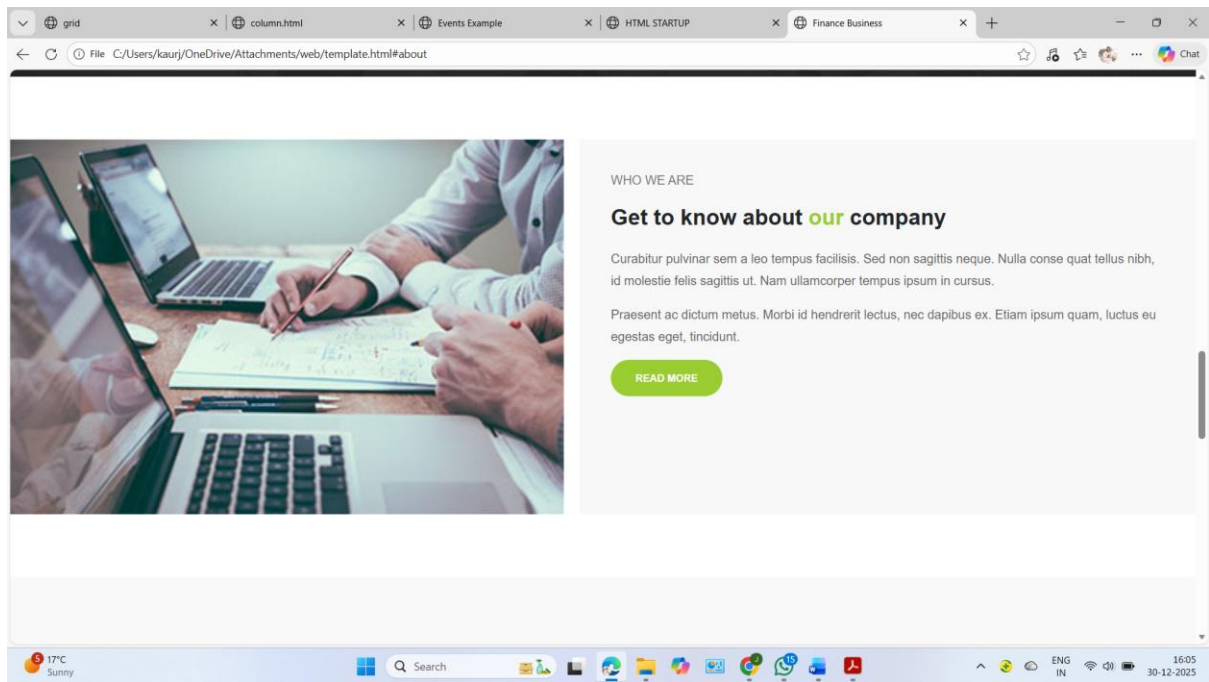 grid
column.html
Events Example
HTML STARTUP
Finance Business
File C:/Users/kaurj/OneDrive/Attachments/web/template.html#about
Chat
WHO WE ARE
Get to know about our company
Curabitur pulvinar sem a leo tempus facilisis. Sed non sagittis neque. Nulla conse quat tellus nibh,
id molestie felis sagittis ut. Nam ullamcorper tempus ipsum in cursus.
Praesent ac dictum metus. Morbi id hendrerit lectus, nec dapibus ex. Etiam ipsum quam, luctus eu
egestas eget, tincidunt.
READ MORE
5
17°C
Sunny
Search
15
ENG
IN
16:05
30-12-2025